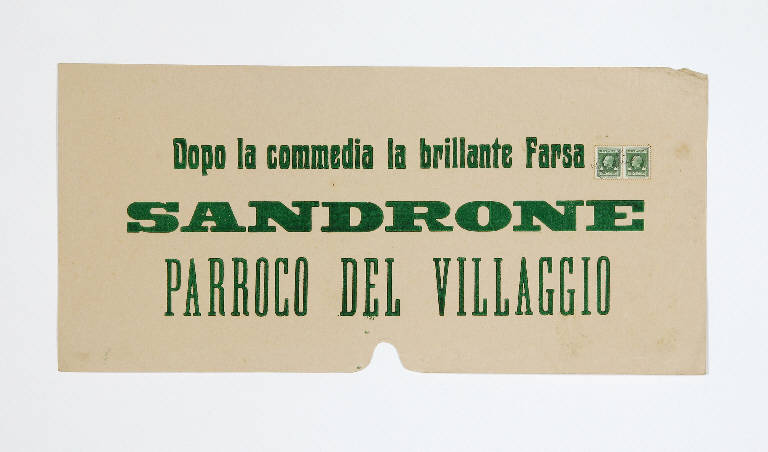 Dopo la commedia la brillante Farsa
SANDRONE
PARROCO DEL VILLAGGIO